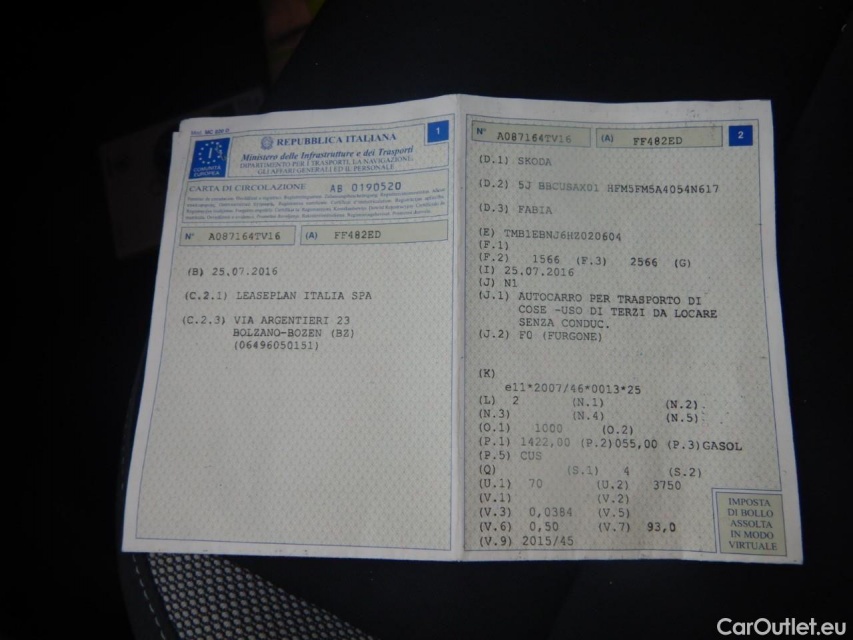 Mod. MC 820 F
1
I
COMUNITÀ
EUROPEA
REPUBBLICA ITALIANA
Ministero delle Infrastrutture e dei Trasporti
DIPARTIMENTO PER I TRASPORTI, LA NAVIGAZIONE,
GLI AFFARI GENERALI ED IL PERSONALE
CARTA DI CIRCOLAZIONE AB 0190520
N° A087164TV16 (A) FF482ED
(B) 25.07.2016
(C.2.1) LEASEPLAN ITALIA SPA
(C.2.3) VIA ARGENTIERI 23
BOLZANO-BOZEN (BZ)
(06496050151)
N° A087164TV16 (A) FF482ED 2
(D.1) SKODA
(D.2) 5J BBCUSAX01 HFM5FM5A4054N617
(D.3) FABIA
(E) TMB1EBNJ6HZ020604
(F.1)
(F.2) 1566 (F.3) 2566 (G)
(I) 25.07.2016
(J) N1
(J.1) AUTOCARRO PER TRASPORTO DI
COSE -USO DI TERZI DA LOCARE
SENZA CONDUC.
(J.2) F0 (FURGONE)
(K)
e11*2007/46*0013*25
(L) 2 (N.1) (N.2)
(N.3) (N.4) (N.5)
(O.1) 1000 (O.2)
(P.1) 1422,00 (P.2)055,00 (P.3)GASOL
(P.5) CUS
(Q) (S.1) 4 (S.2)
(U.1) 70 (U.2) 3750
(V.1) (V.2)
(V.3) 0,0384 (V.5)
(V.6) 0,50 (V.7) 93,0
(V.9) 2015/45
IMPOSTA
DI BOLLO
ASSOLTA
IN MODO
VIRTUALE
CarOutlet.eu